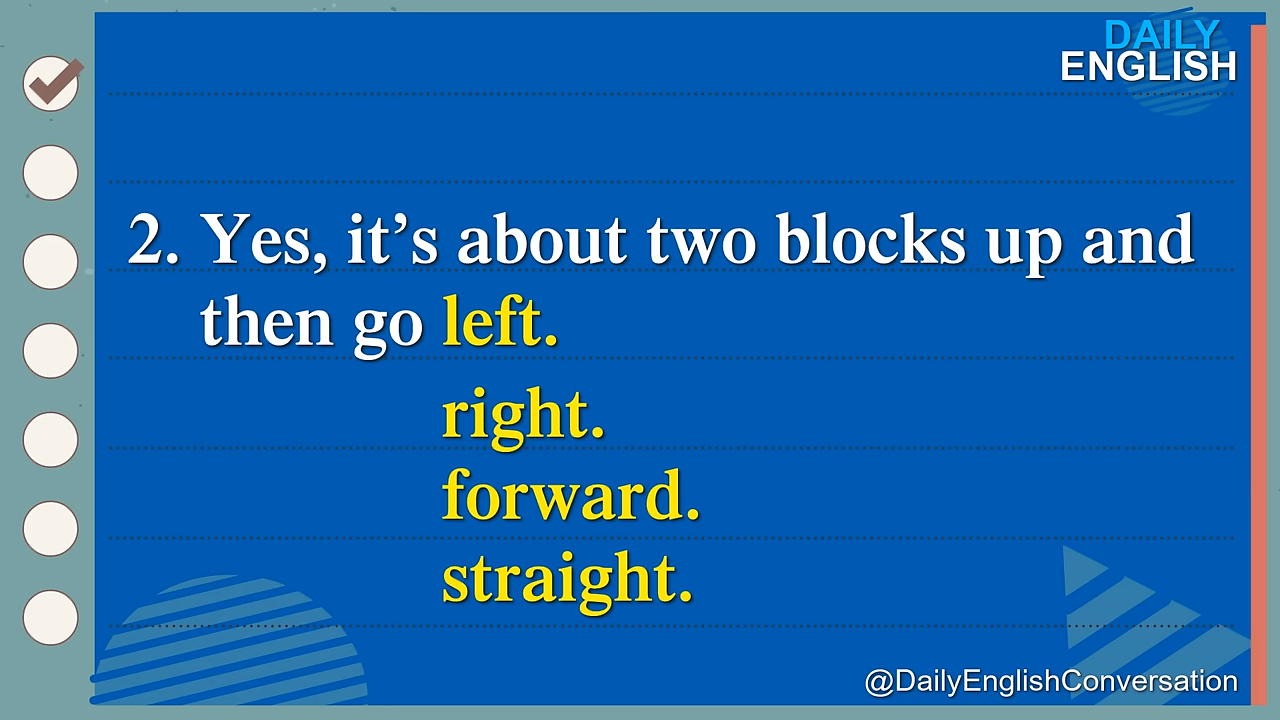 DAILY
ENGLISH
2. Yes, it’s about two blocks up and
then go left.
right.
forward.
straight.
@DailyEnglishConversation